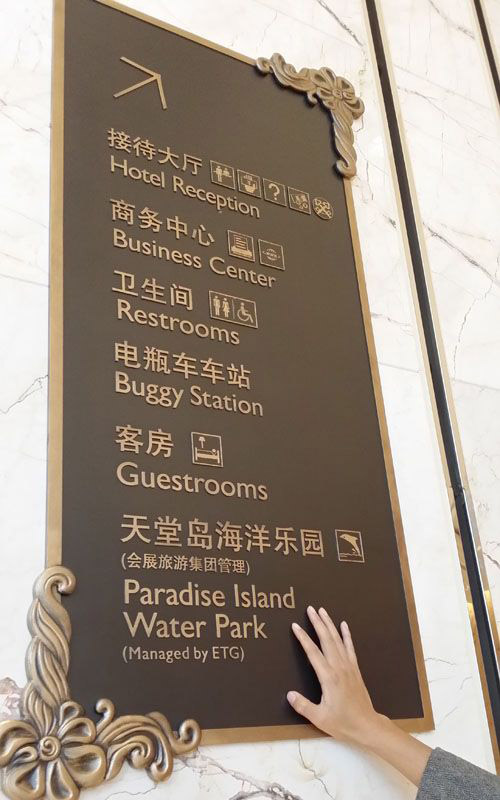 接待大厅
Hotel Reception
商务中心
Business Center
卫生间
Restrooms
电瓶车车站
Buggy Station
客房
Guestrooms
天堂岛海洋乐园
(会展旅游集团管理)
Paradise Island
Water Park
(Managed by ETG)